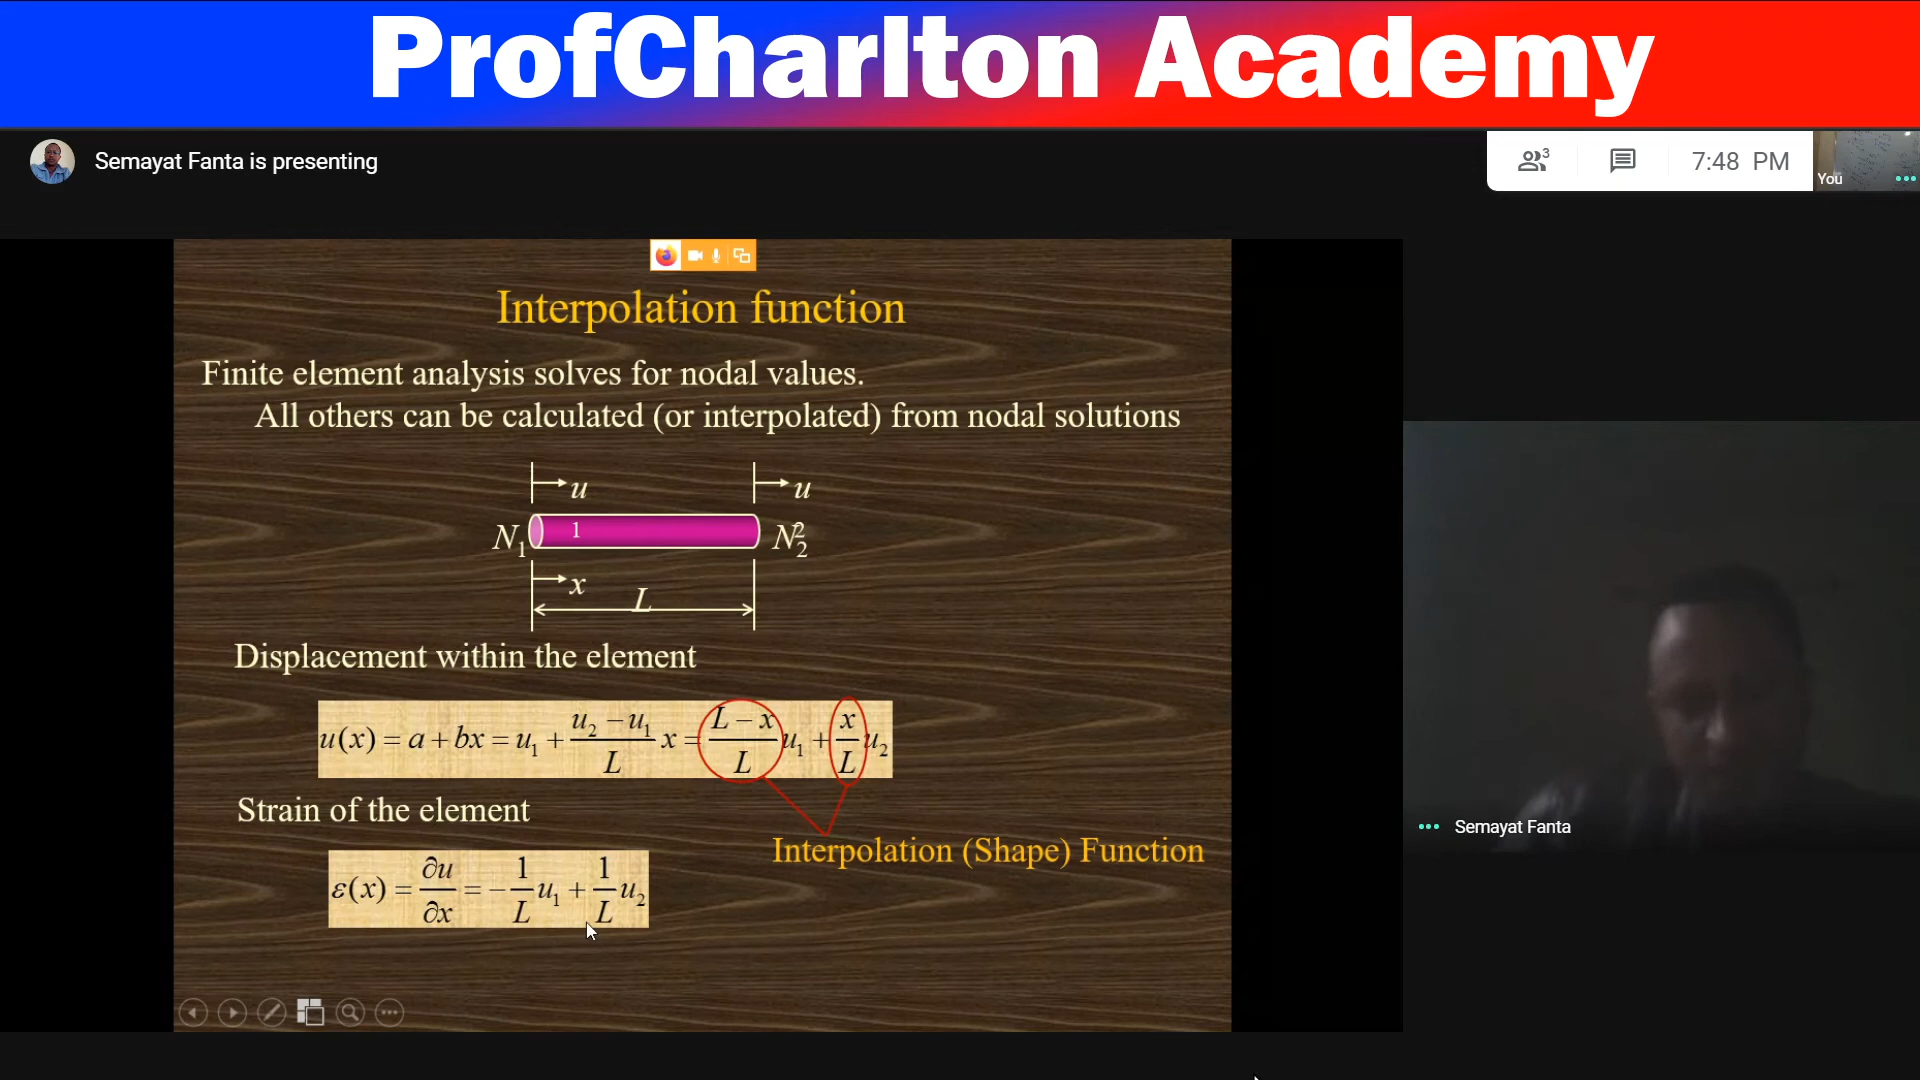 ProfCharlton Academy
Semayat Fanta is presenting
3
7:48 PM
You
Interpolation function
Finite element analysis solves for nodal values.
All others can be calculated (or interpolated) from nodal solutions
u u
N1 1 N2 2
x
L
Displacement within the element
u(x) = a + bx = u₁ + (u₂ − u₁)/L x = (L − x)/L u₁ + x/L u₂
Strain of the element
Interpolation (Shape) Function
ε(x) = ∂u/∂x = − 1/L u₁ + 1/L u₂
Semayat Fanta